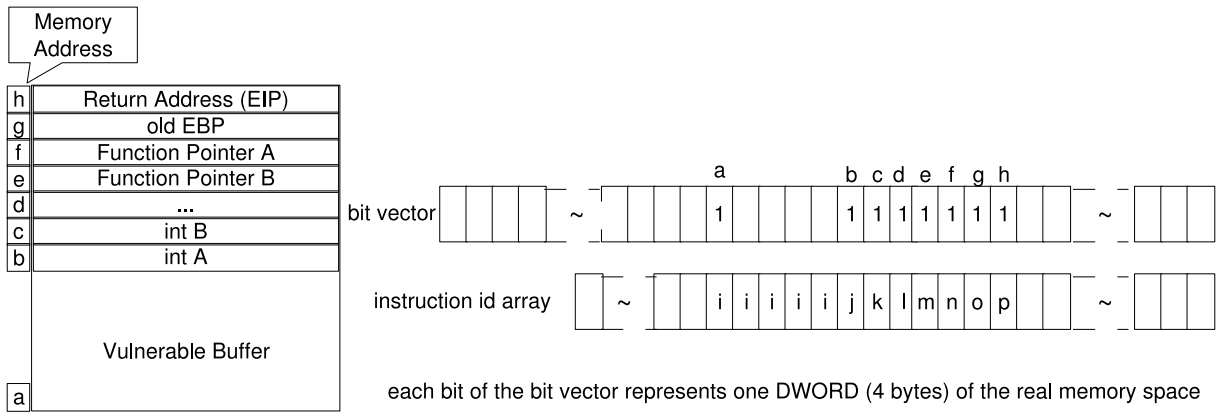 Memory
Address
h Return Address (EIP)
g old EBP
f Function Pointer A
e Function Pointer B
d ...
c int B
b int A
Vulnerable Buffer
a
a b c d e f g h
bit vector ~ 1 1 1 1 1 1 1 1 ~
instruction id array ~ i i i i i j k l m n o p ~
each bit of the bit vector represents one DWORD (4 bytes) of the real memory space